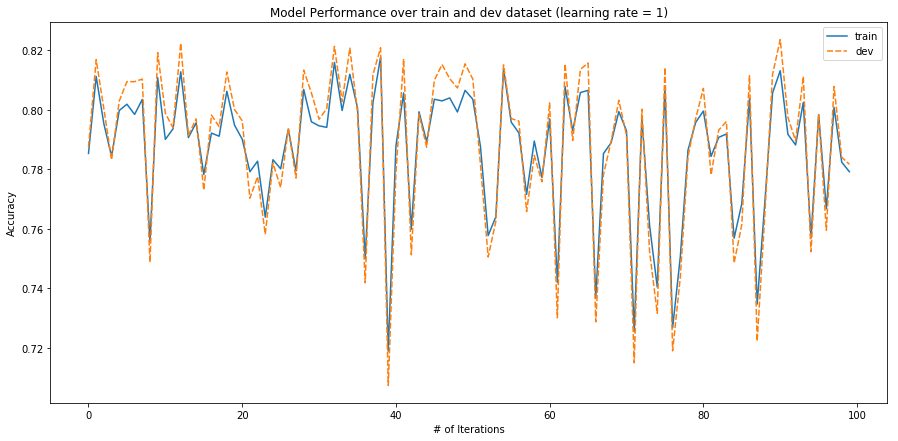 Model Performance over train and dev dataset (learning rate = 1)
train
dev
0.82
0.80
0.78
0.76
0.74
0.72
Accuracy
0
20
40
60
80
100
# of Iterations